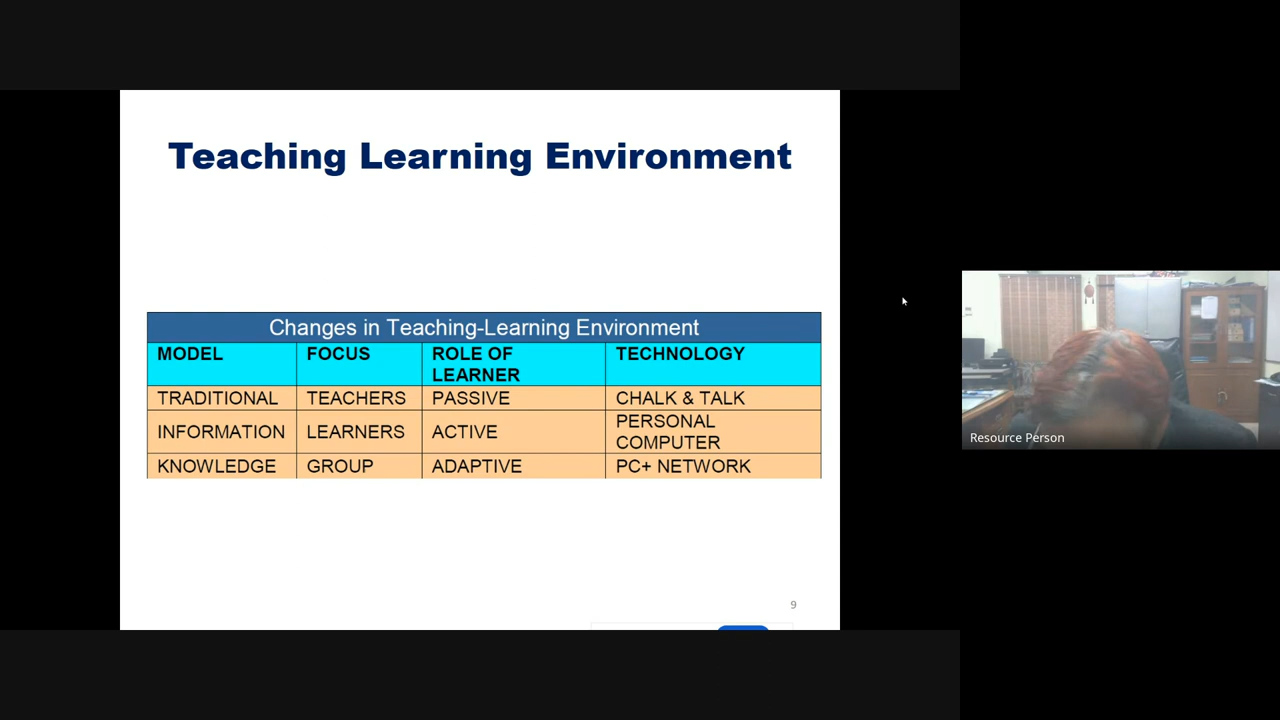 Teaching Learning Environment
Changes in Teaching-Learning Environment
MODEL FOCUS ROLE OF LEARNER TECHNOLOGY
TRADITIONAL TEACHERS PASSIVE CHALK & TALK
INFORMATION LEARNERS ACTIVE PERSONAL COMPUTER
KNOWLEDGE GROUP ADAPTIVE PC+ NETWORK
Resource Person
9